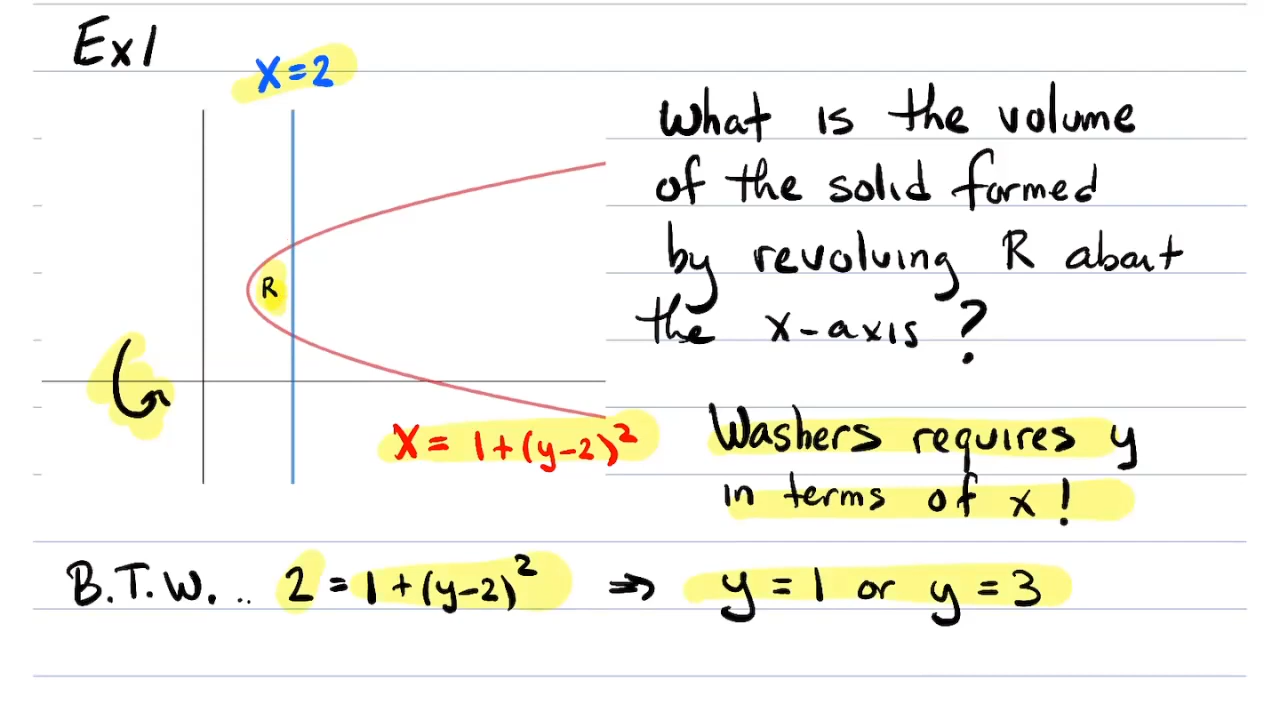 Ex1
x=2
R
x = 1+(y-2)²
What is the volume
of the solid formed
by revolving R about
the x-axis?
Washers requires y
in terms of x!
B.T.W... 2 = 1+(y-2)² ⇒ y = 1 or y = 3